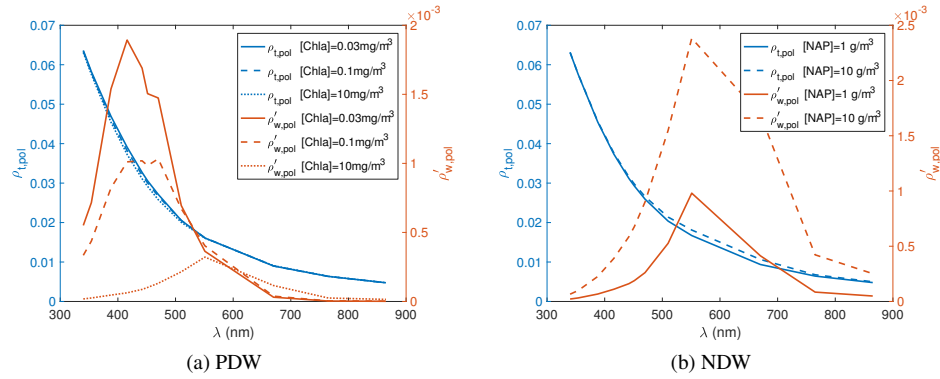 0.07
0.06
0.05
0.04
0.03
0.02
0.01
0
ρt,pol
300 400 500 600 700 800 900
λ (nm)
2 ×10-3
1.5
1
0.5
0
ρ'w,pol
ρt,pol [Chla]=0.03mg/m3
ρt,pol [Chla]=0.1mg/m3
ρt,pol [Chla]=10mg/m3
ρ'w,pol [Chla]=0.03mg/m3
ρ'w,pol [Chla]=0.1mg/m3
ρ'w,pol [Chla]=10mg/m3
(a) PDW
0.07
0.06
0.05
0.04
0.03
0.02
0.01
0
ρt,pol
300 400 500 600 700 800 900
λ (nm)
2.5 ×10-3
2
1.5
1
0.5
0
ρ'w,pol
ρt,pol [NAP]=1 g/m3
ρt,pol [NAP]=10 g/m3
ρ'w,pol [NAP]=1 g/m3
ρ'w,pol [NAP]=10 g/m3
(b) NDW